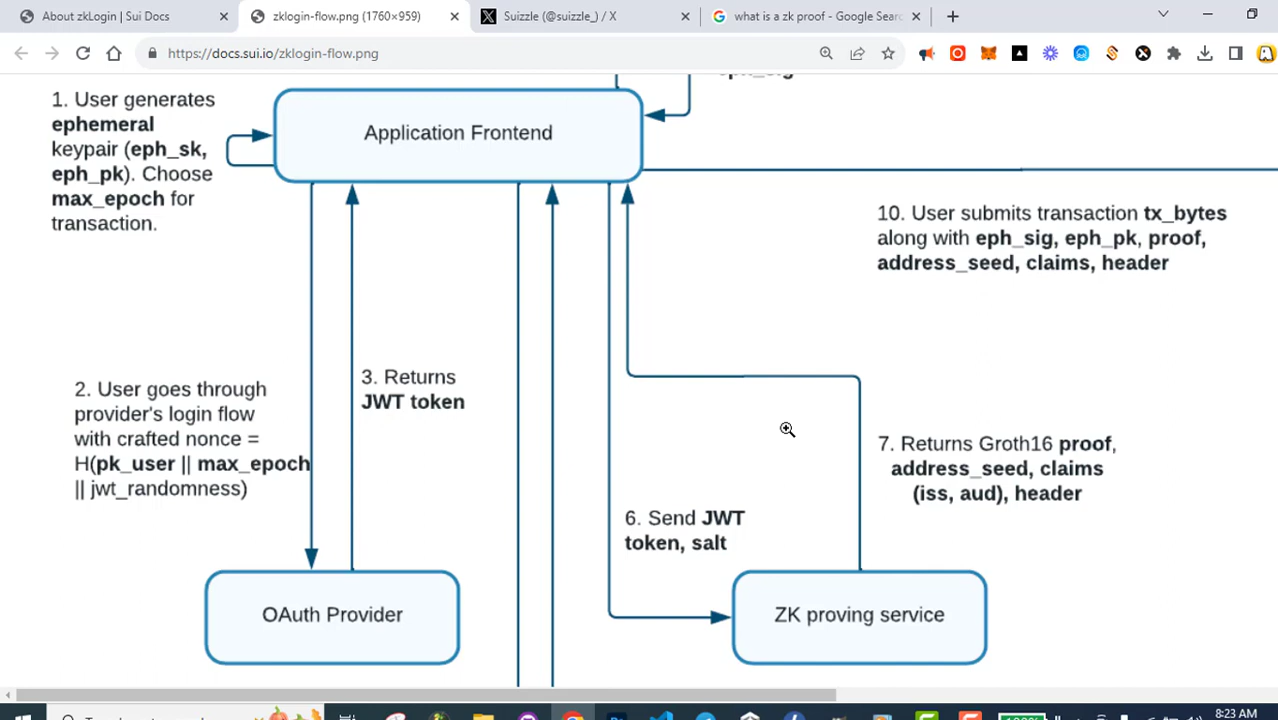 About zkLogin | Sui Docs
zklogin-flow.png (1760×959)
Suizzle (@suizzle_) / X
what is a zk proof - Google Sear
https://docs.sui.io/zklogin-flow.png
eph_sig
1. User generates
ephemeral
keypair (eph_sk,
eph_pk). Choose
max_epoch for
transaction.
Application Frontend
10. User submits transaction tx_bytes
along with eph_sig, eph_pk, proof,
address_seed, claims, header
2. User goes through
provider's login flow
with crafted nonce =
H(pk_user || max_epoch
|| jwt_randomness)
3. Returns
JWT token
7. Returns Groth16 proof,
address_seed, claims
(iss, aud), header
6. Send JWT
token, salt
OAuth Provider
ZK proving service
8:23 AM